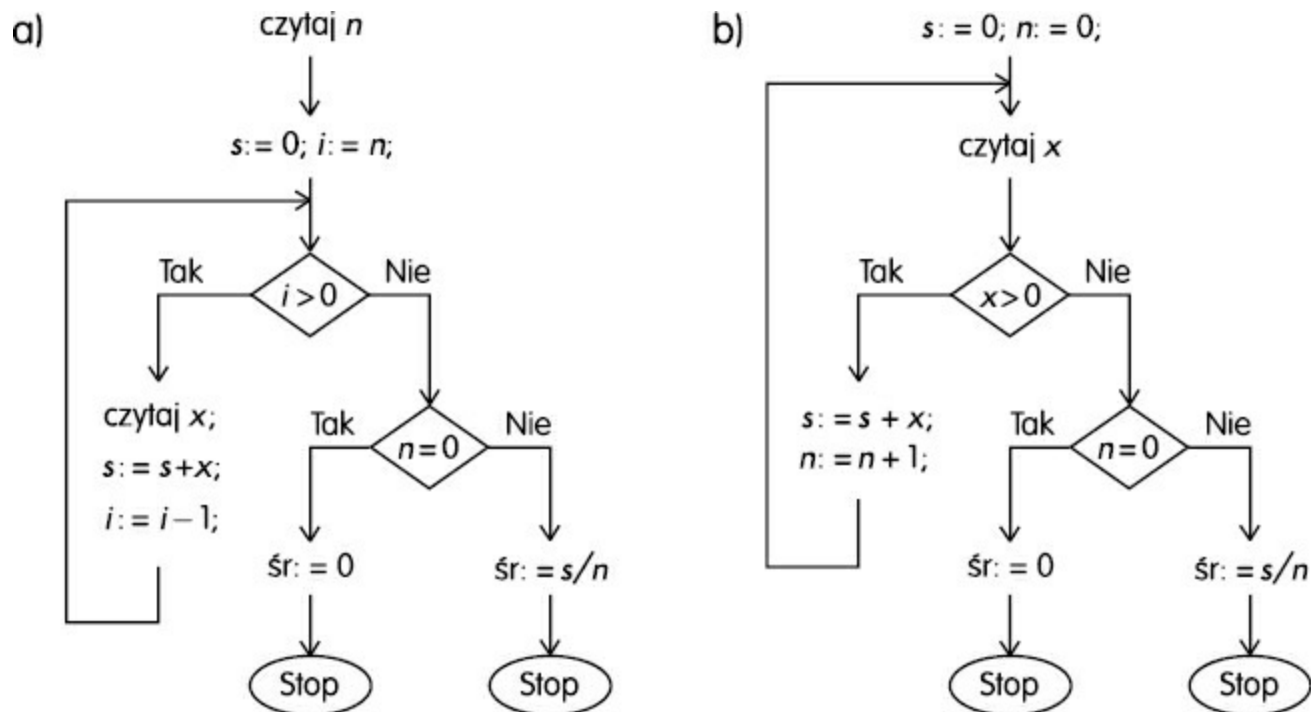 a)
czytaj n
s: = 0; i: = n;
Tak
Nie
i > 0
czytaj x;
s: = s+x;
i: = i – 1;
Tak
Nie
n = 0
śr: = 0
śr: = s/n
Stop
Stop
b)
s: = 0; n: = 0;
czytaj x
Tak
Nie
x > 0
s: = s + x;
n: = n + 1;
Tak
Nie
n = 0
śr: = 0
śr: = s/n
Stop
Stop